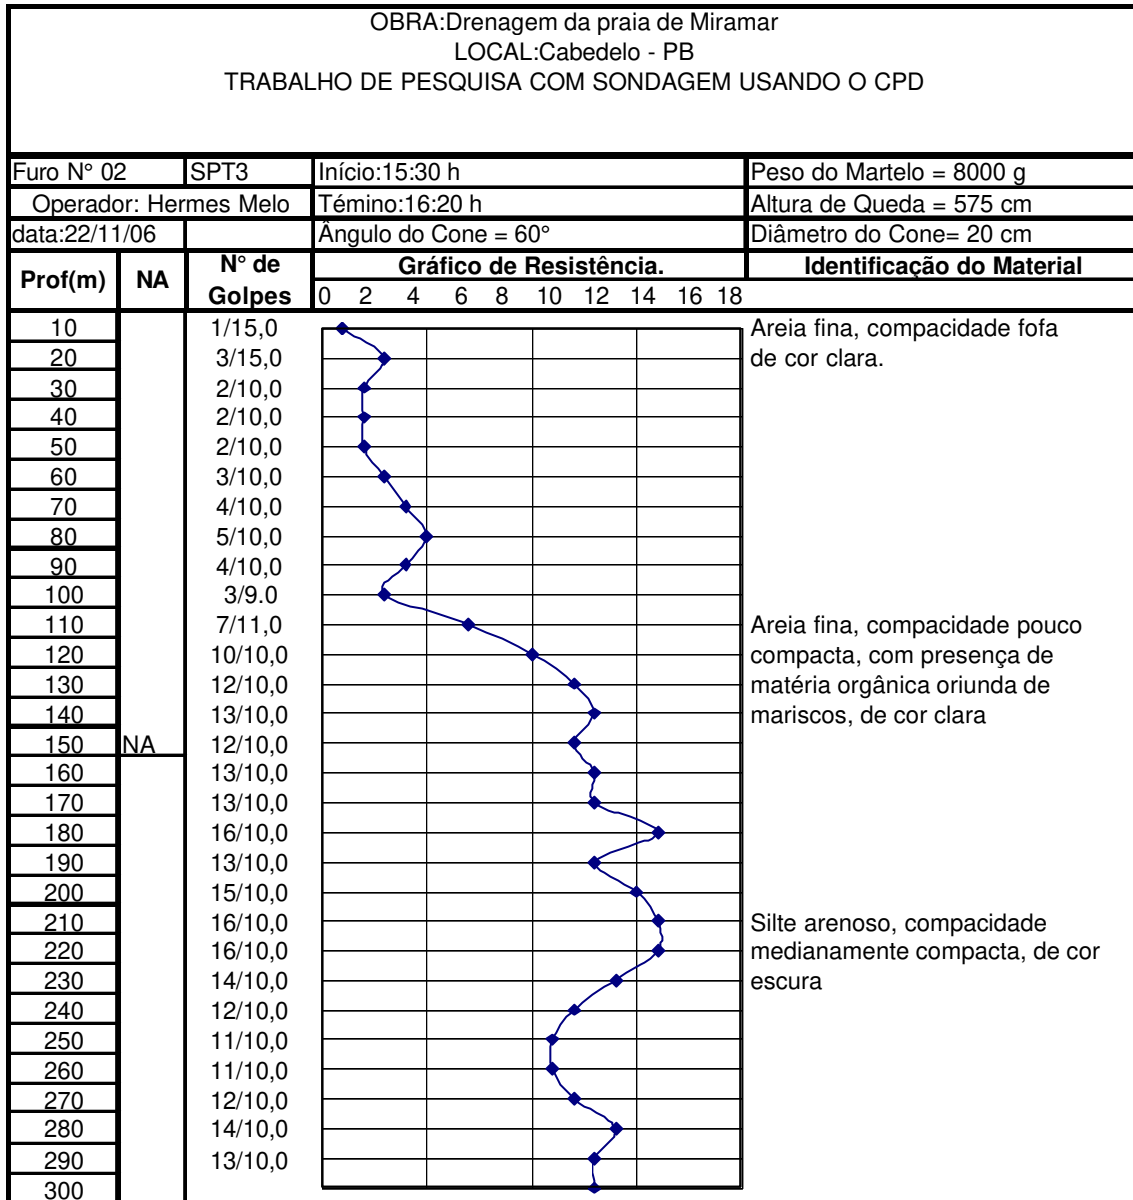 OBRA:Drenagem da praia de Miramar
LOCAL:Cabedelo - PB
TRABALHO DE PESQUISA COM SONDAGEM USANDO O CPD
Furo N° 02 SPT3 Início:15:30 h Peso do Martelo = 8000 g
Operador: Hermes Melo Témino:16:20 h Altura de Queda = 575 cm
data:22/11/06 Ângulo do Cone = 60° Diâmetro do Cone= 20 cm
Prof(m) NA N° de Golpes Gráfico de Resistência. Identificação do Material
0 2 4 6 8 10 12 14 16 18
10 1/15,0 Areia fina, compacidade fofa
20 3/15,0 de cor clara.
30 2/10,0
40 2/10,0
50 2/10,0
60 3/10,0
70 4/10,0
80 5/10,0
90 4/10,0
100 3/9.0
110 7/11,0 Areia fina, compacidade pouco
120 10/10,0 compacta, com presença de
130 12/10,0 matéria orgânica oriunda de
140 13/10,0 mariscos, de cor clara
150 NA 12/10,0
160 13/10,0
170 13/10,0
180 16/10,0
190 13/10,0
200 15/10,0
210 16/10,0 Silte arenoso, compacidade
220 16/10,0 medianamente compacta, de cor
230 14/10,0 escura
240 12/10,0
250 11/10,0
260 11/10,0
270 12/10,0
280 14/10,0
290 13/10,0
300